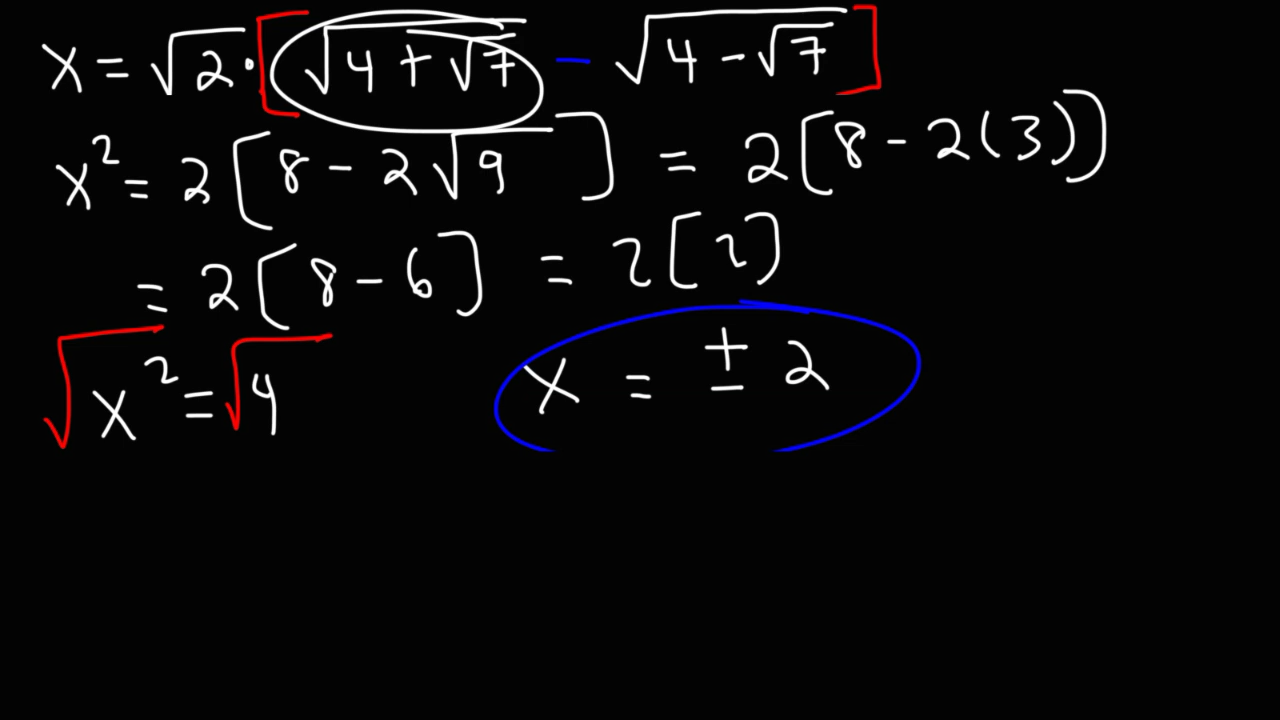 x = √2 · [√(4 + √7) - √(4 - √7)]
x² = 2[8 - 2√9] = 2[8 - 2(3)]
= 2[8 - 6] = 2[2]
√x² = √4 x = ± 2